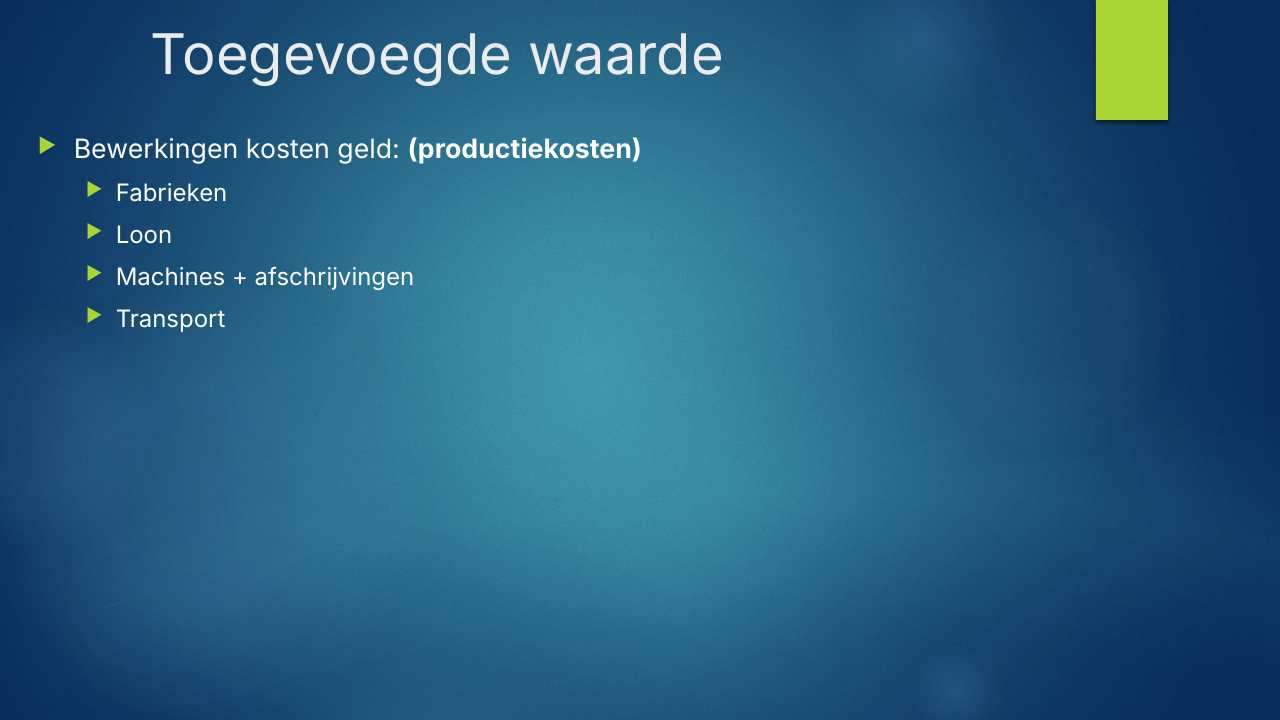 Toegevoegde waarde
Bewerkingen kosten geld: (productiekosten)
Fabrieken
Loon
Machines + afschrijvingen
Transport